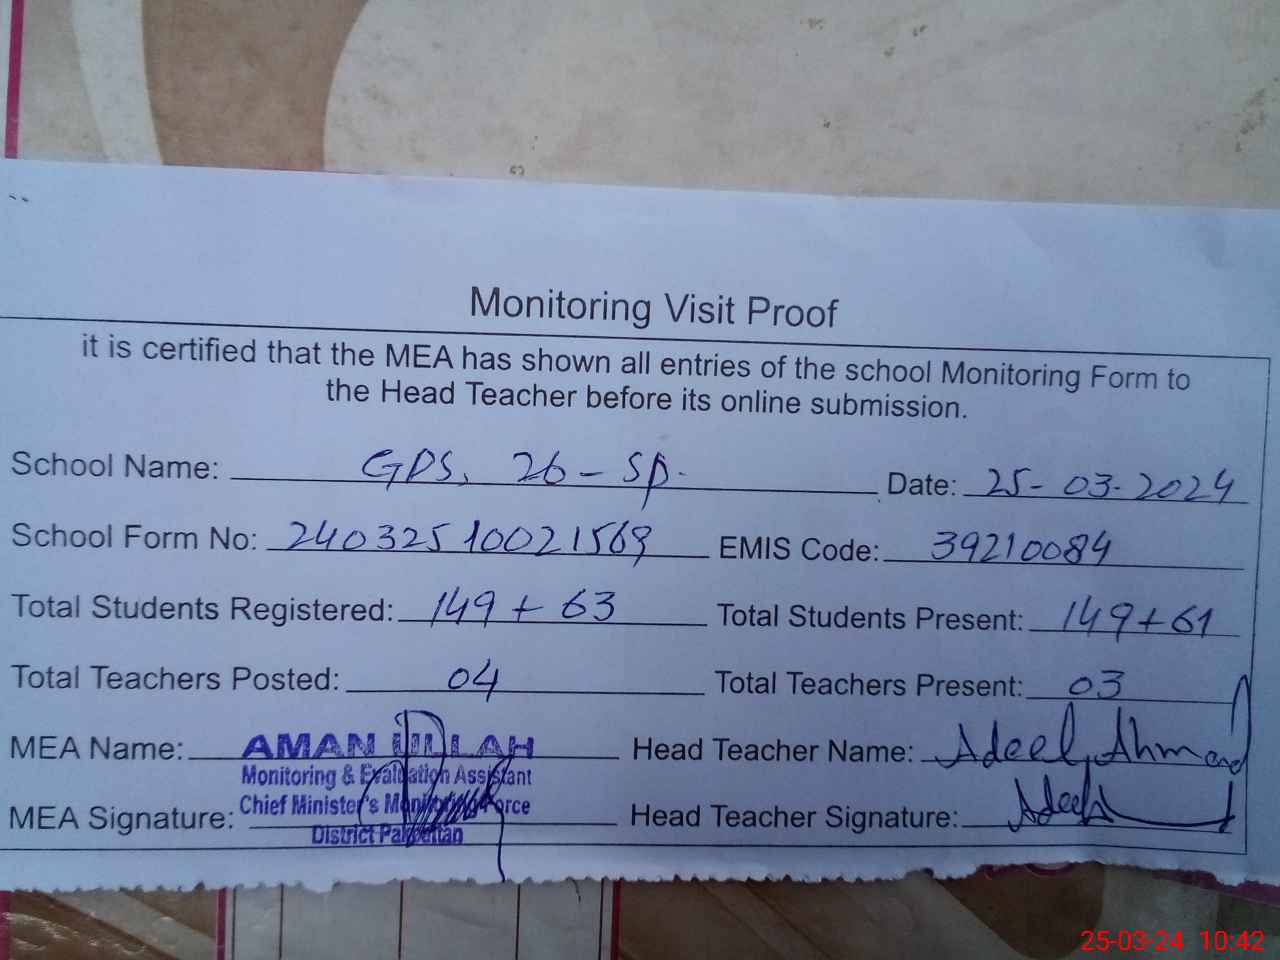 Monitoring Visit Proof
it is certified that the MEA has shown all entries of the school Monitoring Form to
the Head Teacher before its online submission.
School Name: GPS, 26-SP. Date: 25-03-2024
School Form No: 24032510021569 EMIS Code: 39210084
Total Students Registered: 149+63 Total Students Present: 149+61
Total Teachers Posted: 04 Total Teachers Present: 03
MEA Name: AMAN ULLAH Head Teacher Name: Adeel Ahmad
Monitoring & Evaluation Assistant
Chief Minister's Monitoring Force
MEA Signature: Head Teacher Signature: Adeel
District Pakpattan
25-03-24 10:42